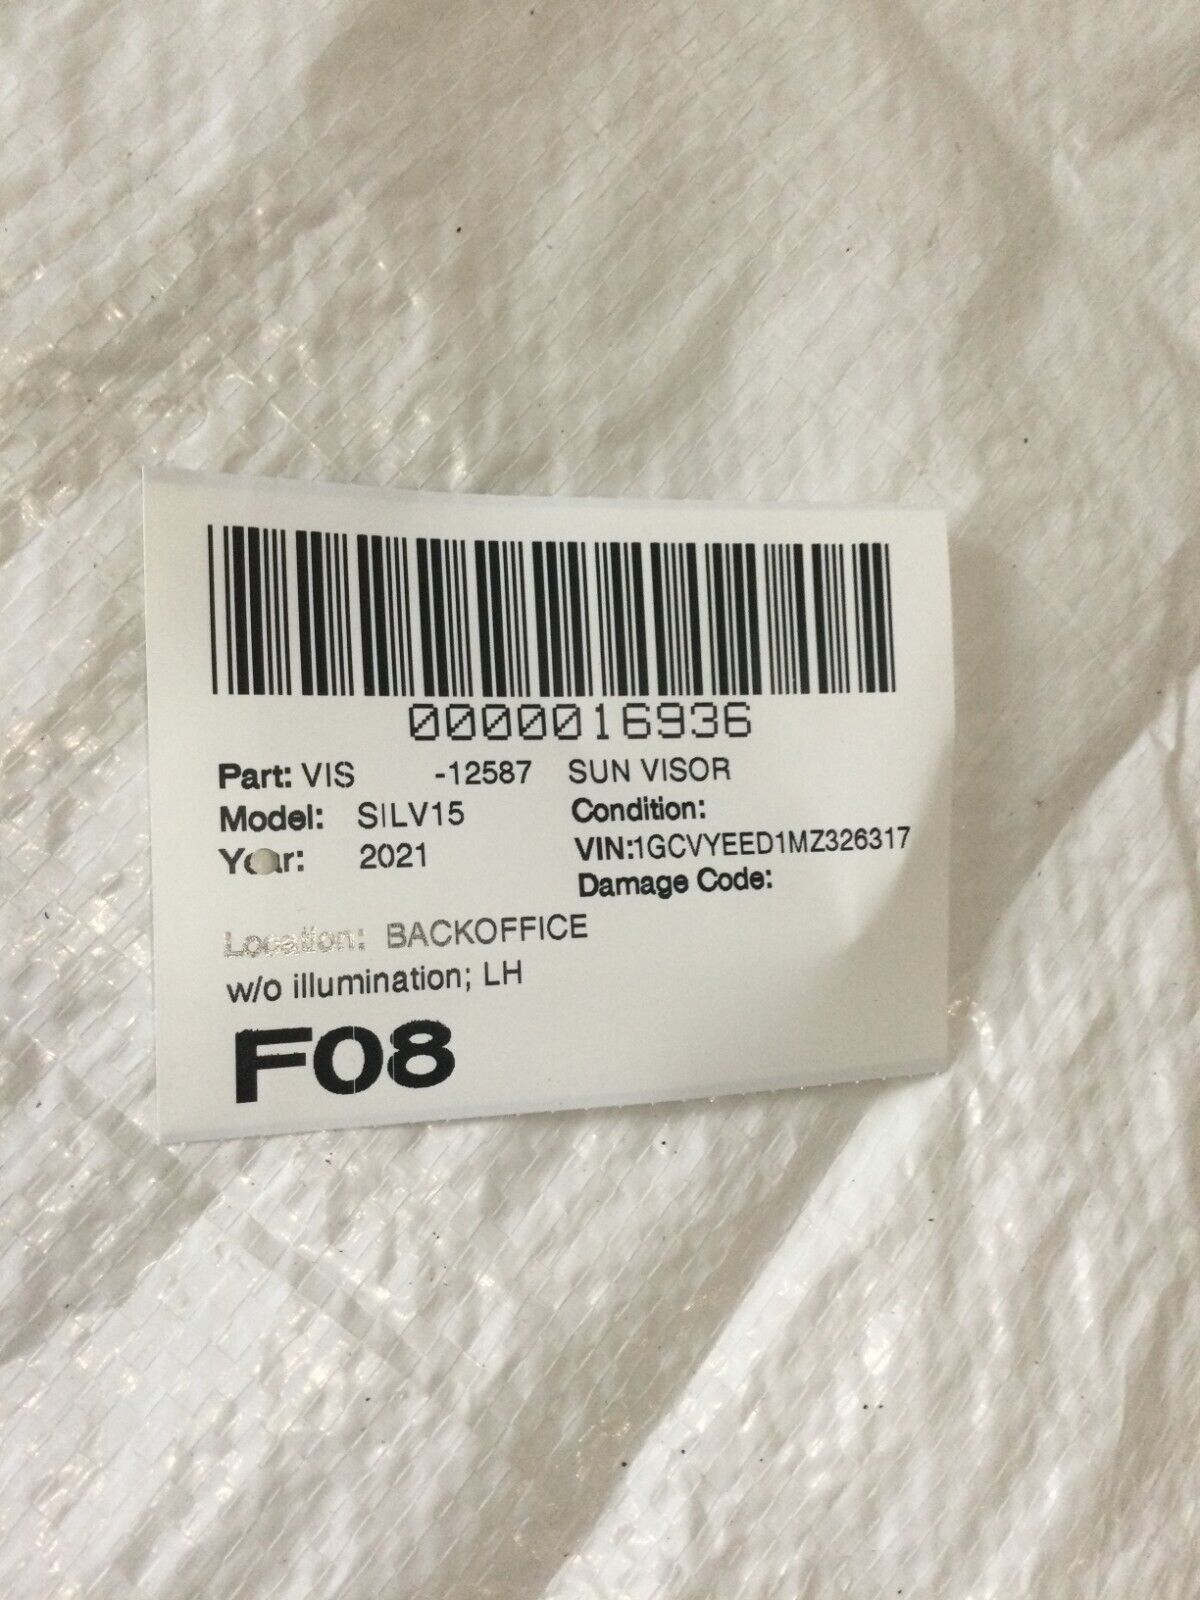 0000016936
Part: VIS -12587 SUN VISOR
Model: SILV15 Condition:
Year: 2021 VIN:1GCVYEED1MZ326317
Damage Code:
Location: BACKOFFICE
w/o illumination; LH
F08